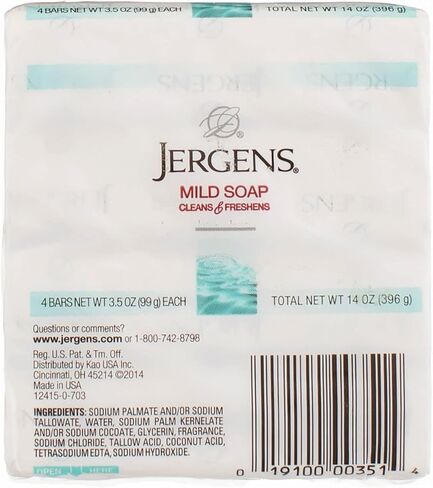 4 BARS NET WT 3.5 OZ (99 g) EACH TOTAL NET WT 14 OZ (396 g)
JERGENS®
MILD SOAP
CLEANS & FRESHENS
4 BARS NET WT 3.5 OZ (99 g) EACH TOTAL NET WT 14 OZ (396 g)
Questions or comments?
www.jergens.com or 1-800-742-8798
Reg. U.S. Pat. & Tm. Off.
Distributed by Kao USA Inc.
Cincinnati, OH 45214 ©2014
Made in USA
12415-0-703
INGREDIENTS: SODIUM PALMATE AND/OR SODIUM
TALLOWATE, WATER, SODIUM PALM KERNELATE
AND/OR SODIUM COCOATE, GLYCERIN, FRAGRANCE,
SODIUM CHLORIDE, TALLOW ACID, COCONUT ACID,
TETRASODIUM EDTA, SODIUM HYDROXIDE.
OPEN HERE
0 19100 00351 4